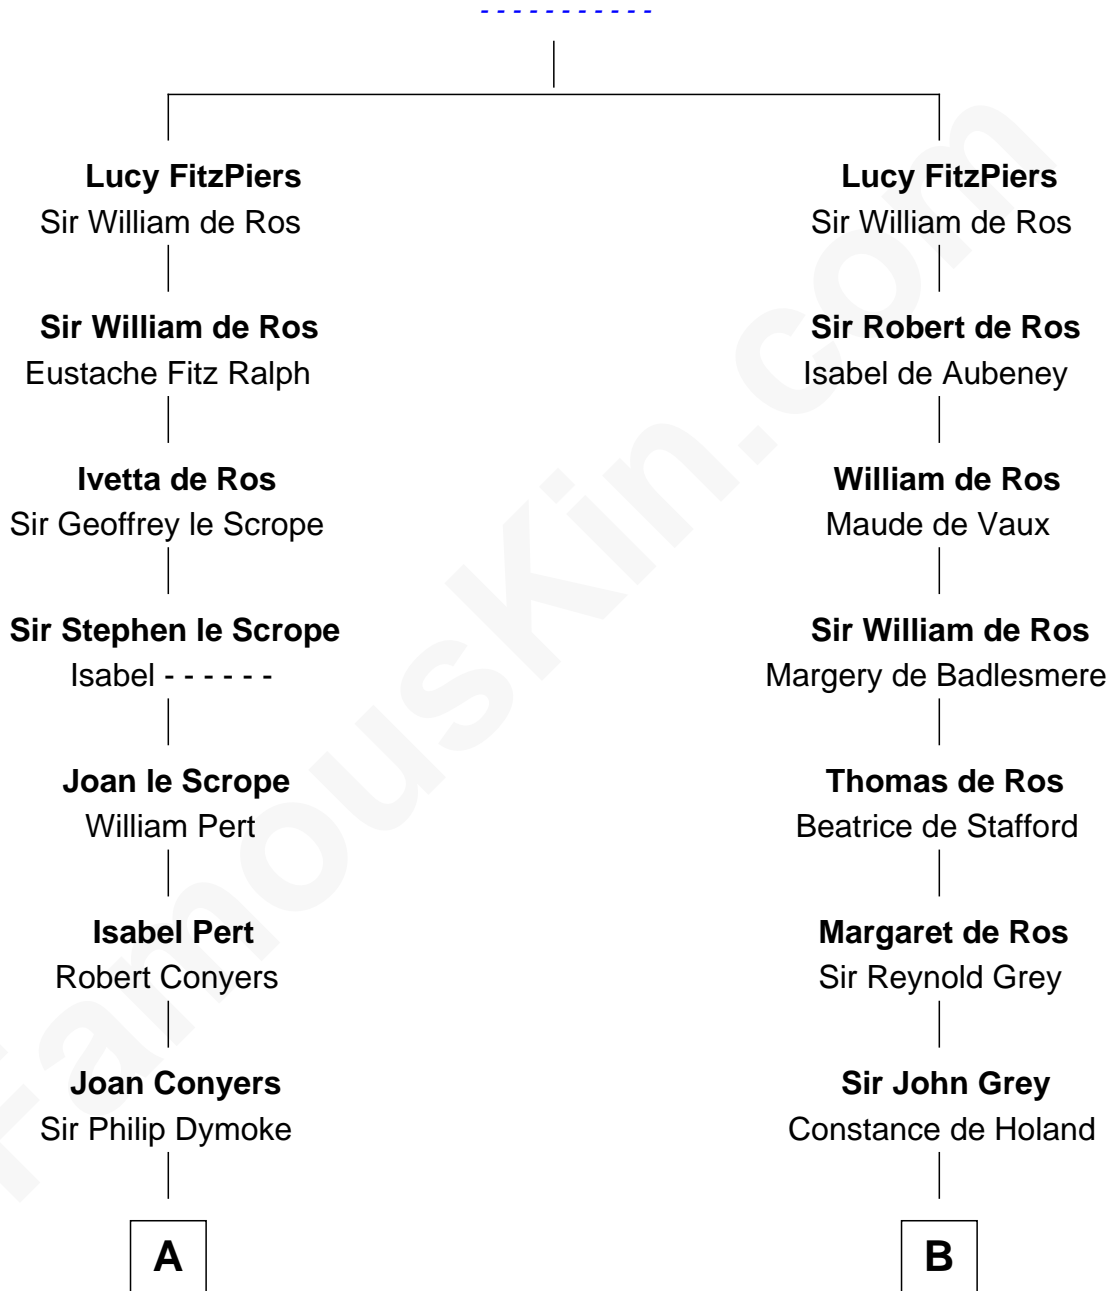 - - - - - - - - - - -
Lucy FitzPiers
Sir William de Ros
Sir William de Ros
Eustache Fitz Ralph
Ivetta de Ros
Sir Geoffrey le Scrope
Sir Stephen le Scrope
Isabel - - - - - -
Joan le Scrope
William Pert
Isabel Pert
Robert Conyers
Joan Conyers
Sir Philip Dymoke
A
Lucy FitzPiers
Sir William de Ros
Sir Robert de Ros
Isabel de Aubeney
William de Ros
Maude de Vaux
Sir William de Ros
Margery de Badlesmere
Thomas de Ros
Beatrice de Stafford
Margaret de Ros
Sir Reynold Grey
Sir John Grey
Constance de Holand
B
FamousKin.com